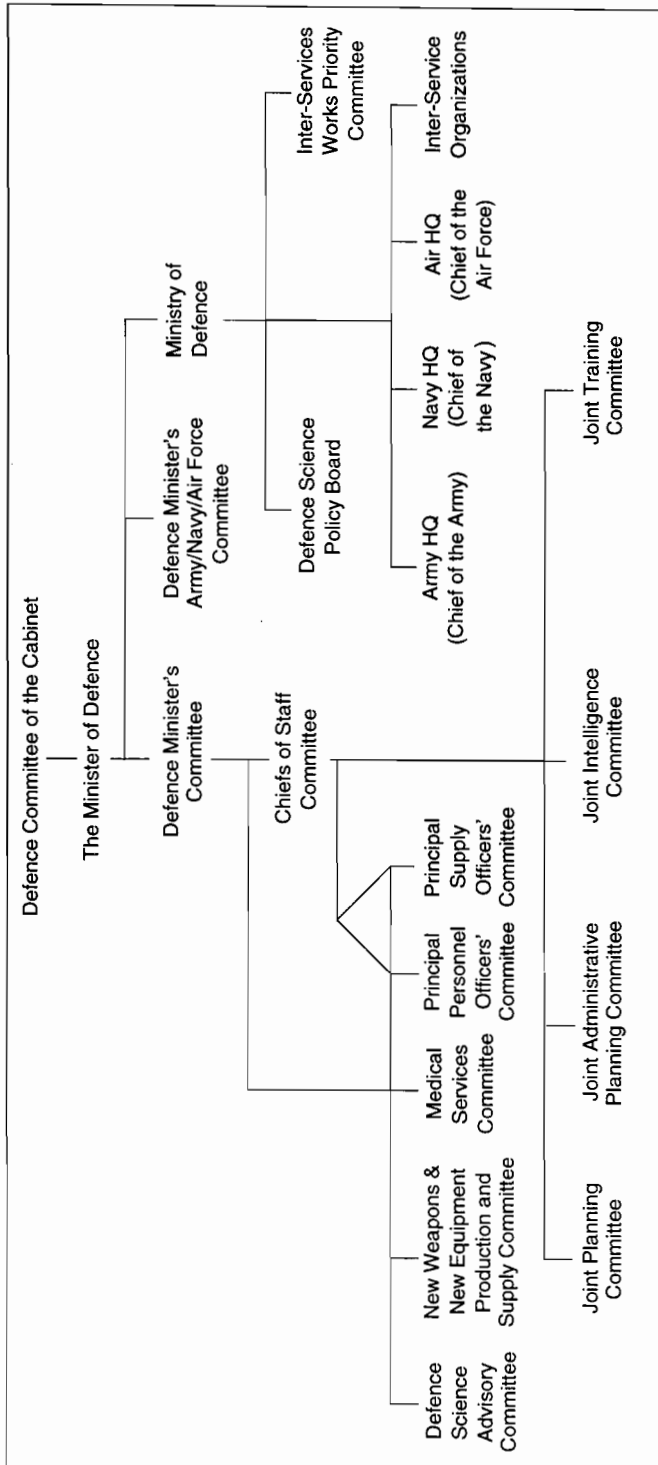 Defence Committee of the Cabinet
The Minister of Defence
Defence Minister's
Committee
Defence Minister's
Army/Navy/Air Force
Committee
Ministry of
Defence
Chiefs of Staff
Committee
Defence Science
Policy Board
Inter-Services
Works Priority
Committee
Defence
Science
Advisory
Committee
New Weapons &
New Equipment
Production and
Supply Committee
Medical
Services
Committee
Principal
Personnel
Officers'
Committee
Principal
Supply
Officers'
Committee
Army HQ
(Chief of the Army)
Navy HQ
(Chief of
the Navy)
Air HQ
(Chief of the
Air Force)
Inter-Service
Organizations
Joint Planning
Committee
Joint Administrative
Planning Committee
Joint Intelligence
Committee
Joint Training
Committee